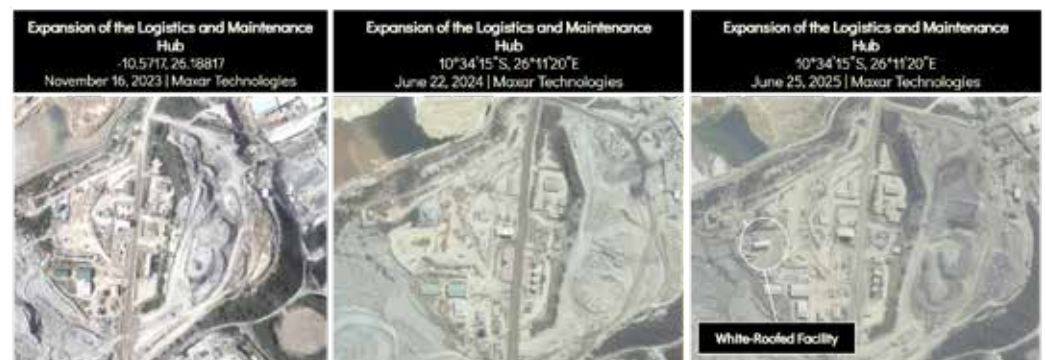 Expansion of the Logistics and Maintenance
Hub
-10.5717, 26.18817
November 16, 2023 | Maxar Technologies
Expansion of the Logistics and Maintenance
Hub
10°34'15"S, 26°11'20"E
June 22, 2024 | Maxar Technologies
Expansion of the Logistics and Maintenance
Hub
10°34'15"S, 26°11'20"E
June 25, 2025 | Maxar Technologies
White-Roofed Facility